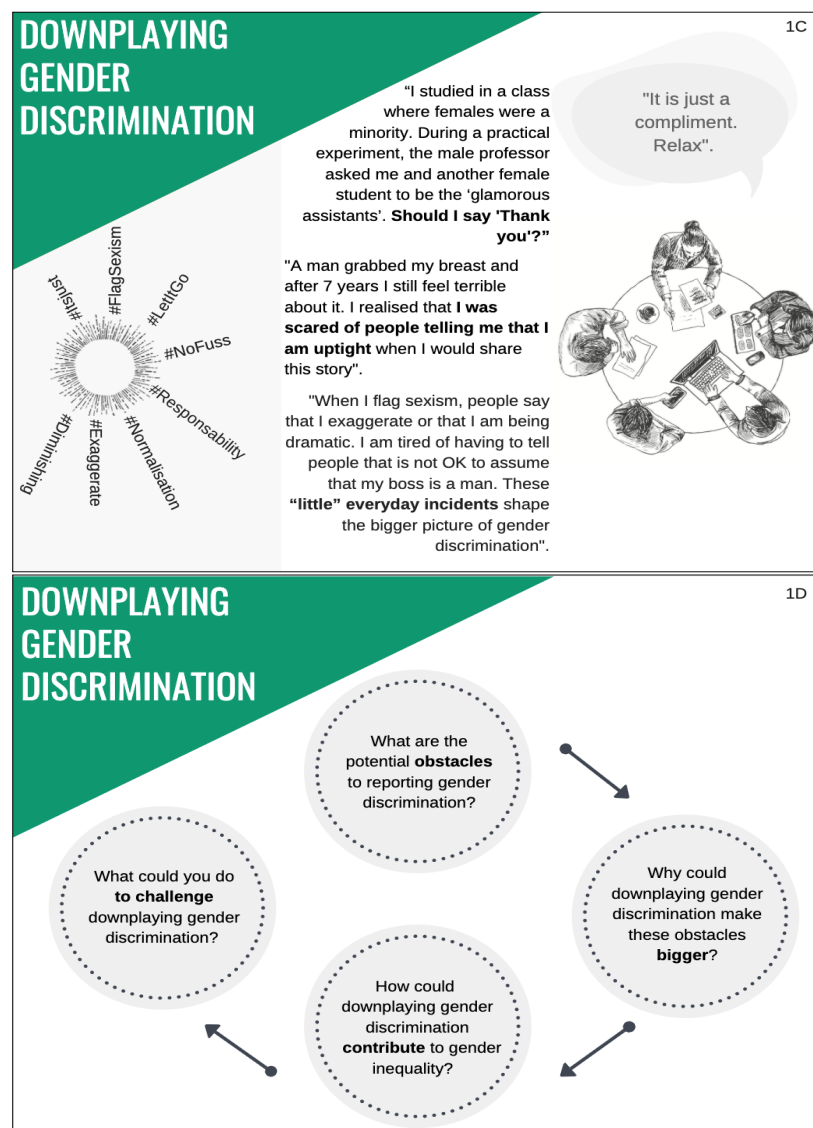 DOWNPLAYING
GENDER
DISCRIMINATION
1C
“I studied in a class
where females were a
minority. During a practical
experiment, the male professor
asked me and another female
student to be the ‘glamorous
assistants’. Should I say 'Thank
you'?”
"It is just a
compliment.
Relax".
"A man grabbed my breast and
after 7 years I still feel terrible
about it. I realised that I was
scared of people telling me that I
am uptight when I would share
this story".
"When I flag sexism, people say
that I exaggerate or that I am being
dramatic. I am tired of having to tell
people that is not OK to assume
that my boss is a man. These
“little” everyday incidents shape
the bigger picture of gender
discrimination".
#ItsJust
#FlagSexism
#LetItGo
#NoFuss
#Responsability
#Normalisation
#Exaggerate
#Diminishing
DOWNPLAYING
GENDER
DISCRIMINATION
1D
What are the
potential obstacles
to reporting gender
discrimination?
Why could
downplaying gender
discrimination make
these obstacles
bigger?
How could
downplaying gender
discrimination
contribute to gender
inequality?
What could you do
to challenge
downplaying gender
discrimination?